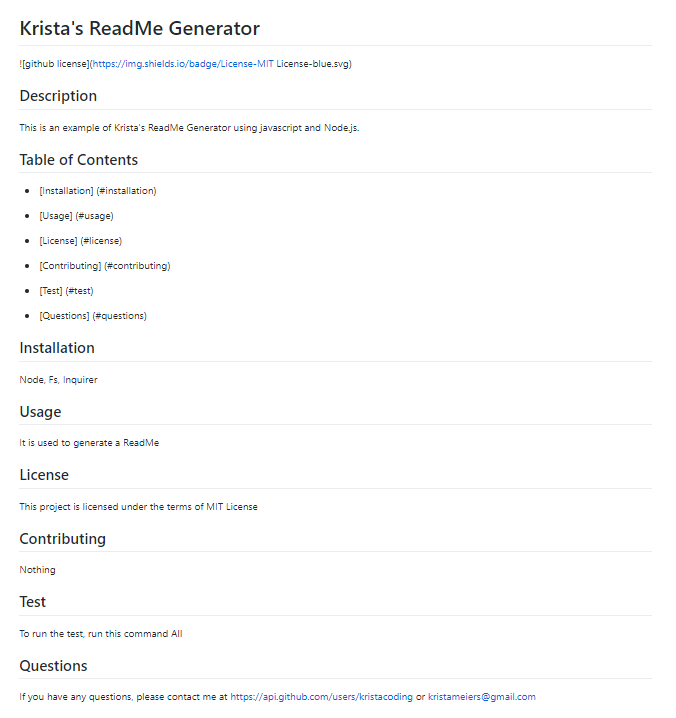 Krista's ReadMe Generator
![github license](https://img.shields.io/badge/License-MIT License-blue.svg)
Description
This is an example of Krista's ReadMe Generator using javascript and Node.js.
Table of Contents
• [Installation] (#installation)
• [Usage] (#usage)
• [License] (#license)
• [Contributing] (#contributing)
• [Test] (#test)
• [Questions] (#questions)
Installation
Node, Fs, Inquirer
Usage
It is used to generate a ReadMe
License
This project is licensed under the terms of MIT License
Contributing
Nothing
Test
To run the test, run this command All
Questions
If you have any questions, please contact me at https://api.github.com/users/kristacoding or kristameiers@gmail.com